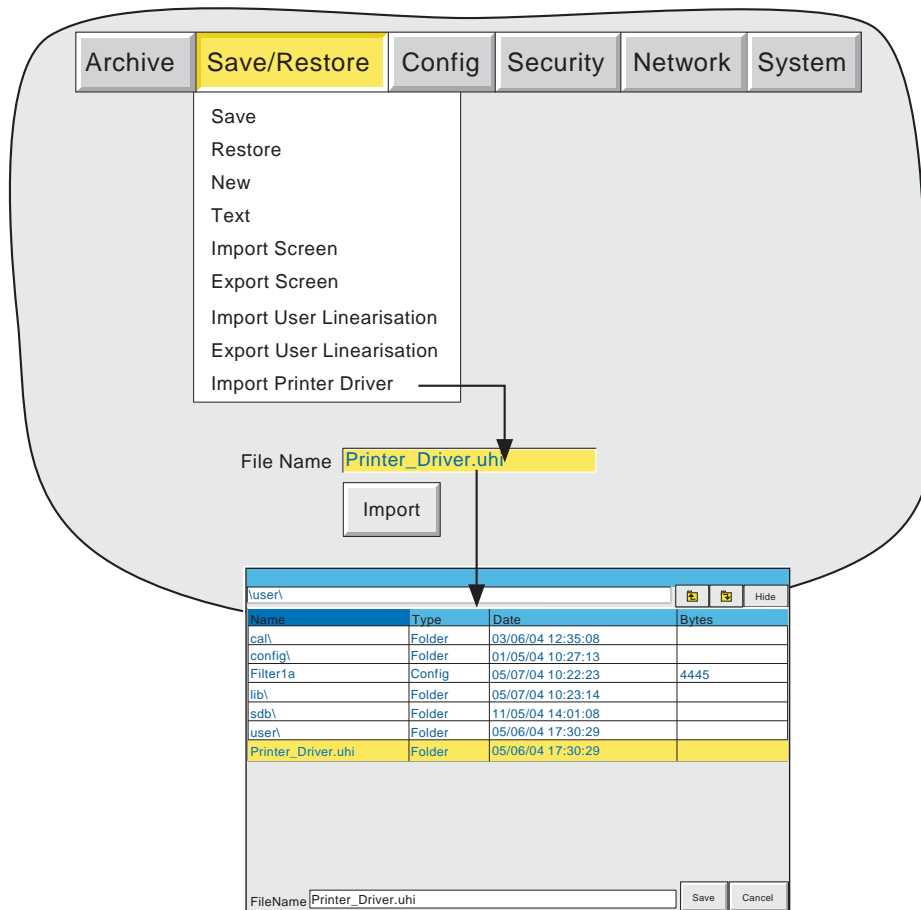 Archive Save/Restore Config Security Network System
Save
Restore
New
Text
Import Screen
Export Screen
Import User Linearisation
Export User Linearisation
Import Printer Driver
File Name Printer_Driver.uhi
Import
\user\ Hide
Name Type Date Bytes
cal\ Folder 03/06/04 12:35:08
config\ Folder 01/05/04 10:27:13
Filter1a Config 05/07/04 10:22:23 4445
lib\ Folder 05/07/04 10:23:14
sdb\ Folder 11/05/04 14:01:08
user\ Folder 05/06/04 17:30:29
Printer_Driver.uhi Folder 05/06/04 17:30:29
FileName Printer_Driver.uhi Save Cancel